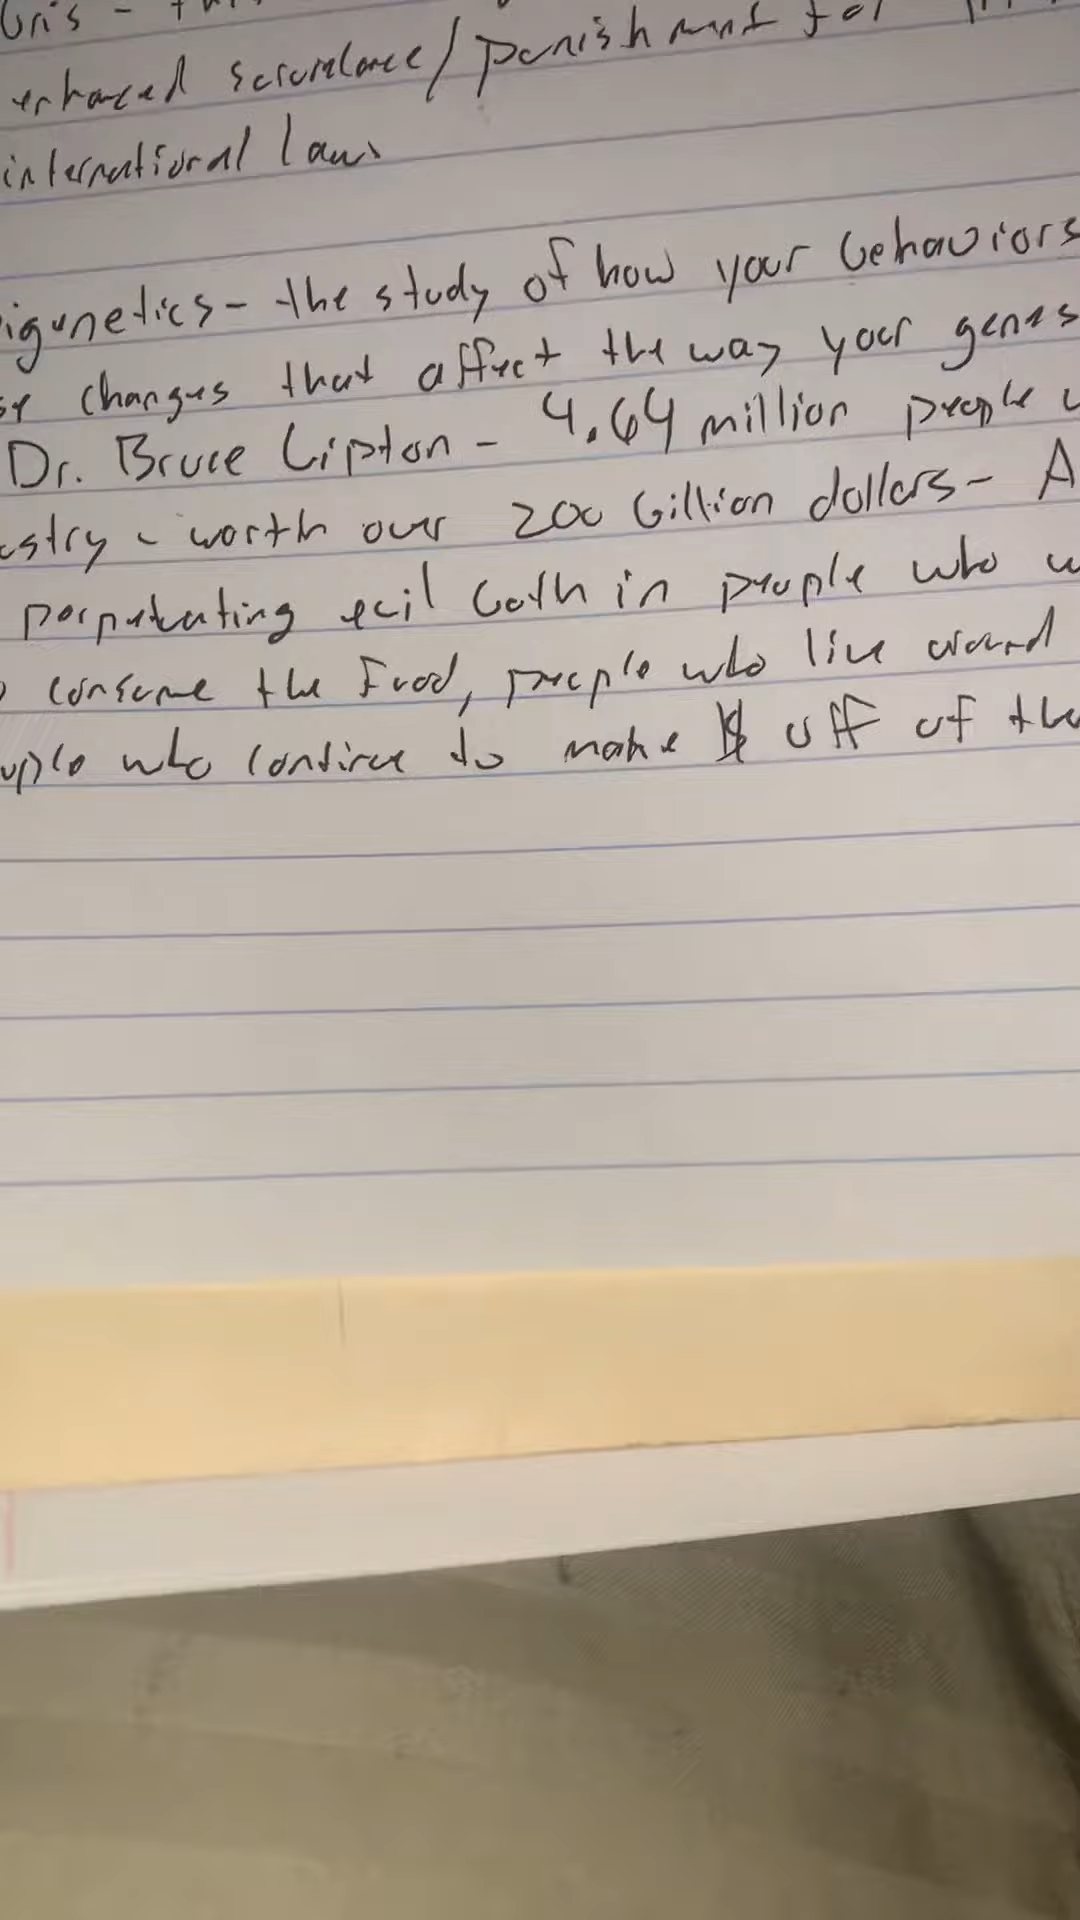 enhanced / punishment for
international laws
igunetics - the study of how your behaviors
changes that affect the way your genes
Dr. Bruce Lipton - 4.64 million people
stry - worth over 200 billion dollars - A
perpetuating evil both in people who w
consume the Food, people who live around
who continue to make $ off of the